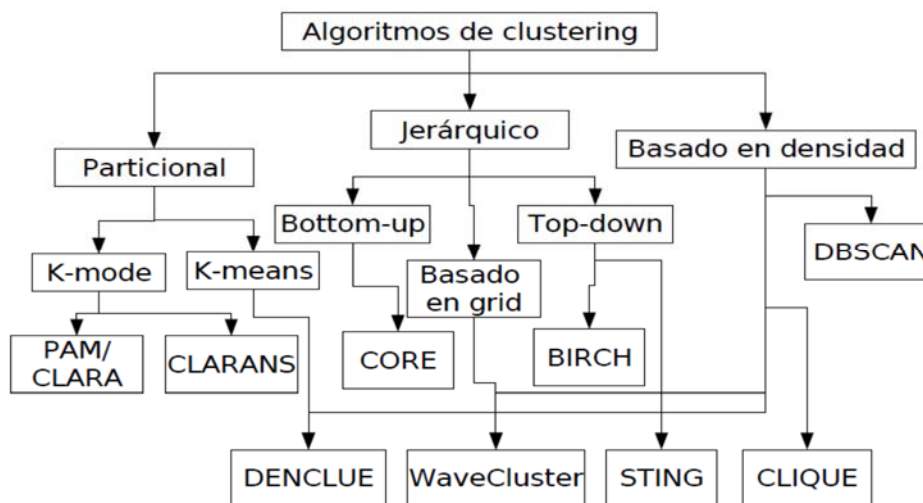 Algoritmos de clustering
Jerárquico
Particional
Basado en densidad
Bottom-up
Top-down
K-mode
K-means
Basado
en grid
DBSCAN
PAM/
CLARA
CLARANS
CORE
BIRCH
DENCLUE
WaveCluster
STING
CLIQUE